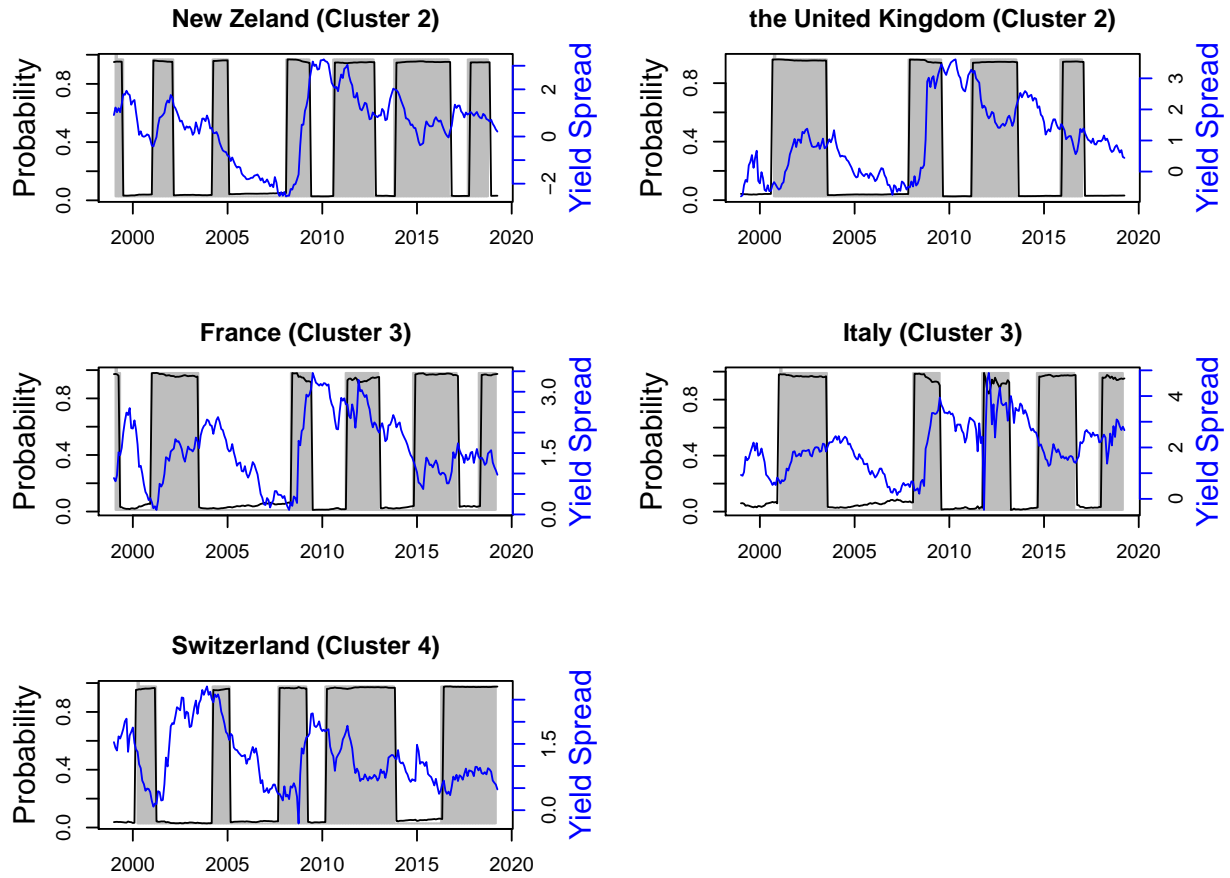 New Zeland (Cluster 2)
Probability
0.0 0.4 0.8
−2 0 2
Yield Spread
2000 2005 2010 2015 2020
the United Kingdom (Cluster 2)
Probability
0.0 0.4 0.8
0 1 2 3
Yield Spread
2000 2005 2010 2015 2020
France (Cluster 3)
Probability
0.0 0.4 0.8
0.0 1.5 3.0
Yield Spread
2000 2005 2010 2015 2020
Italy (Cluster 3)
Probability
0.0 0.4 0.8
0 2 4
Yield Spread
2000 2005 2010 2015 2020
Switzerland (Cluster 4)
Probability
0.0 0.4 0.8
0.0 1.5
Yield Spread
2000 2005 2010 2015 2020